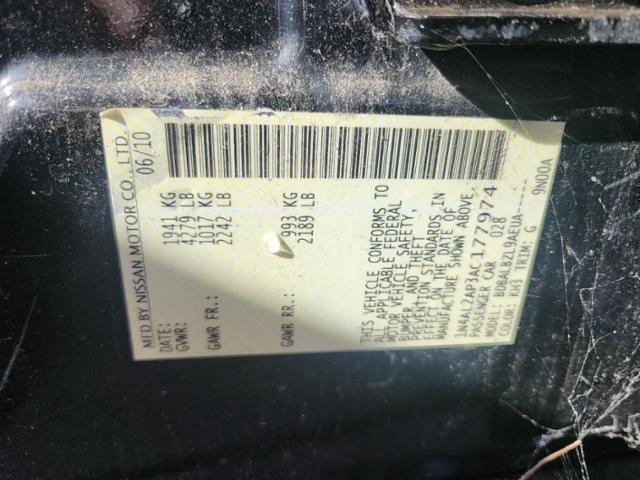 MFD BY NISSAN MOTOR CO., LTD.
DATE: 06/10
GVWR: 1941 KG
4279 LB
GAWR FR.: 1017 KG
2242 LB
GAWR RR.: 993 KG
2189 LB
THIS VEHICLE CONFORMS TO
ALL APPLICABLE FEDERAL
MOTOR VEHICLE SAFETY,
BUMPER, AND THEFT
PREVENTION STANDARDS IN
EFFECT ON THE DATE OF
MANUFACTURE SHOWN ABOVE.
JNKAL2AP3AC177974
PASSENGER CAR 028
MODEL: BDBALBZL9AEUA-----
COLOR: KH3 TRIM: G 9N00A